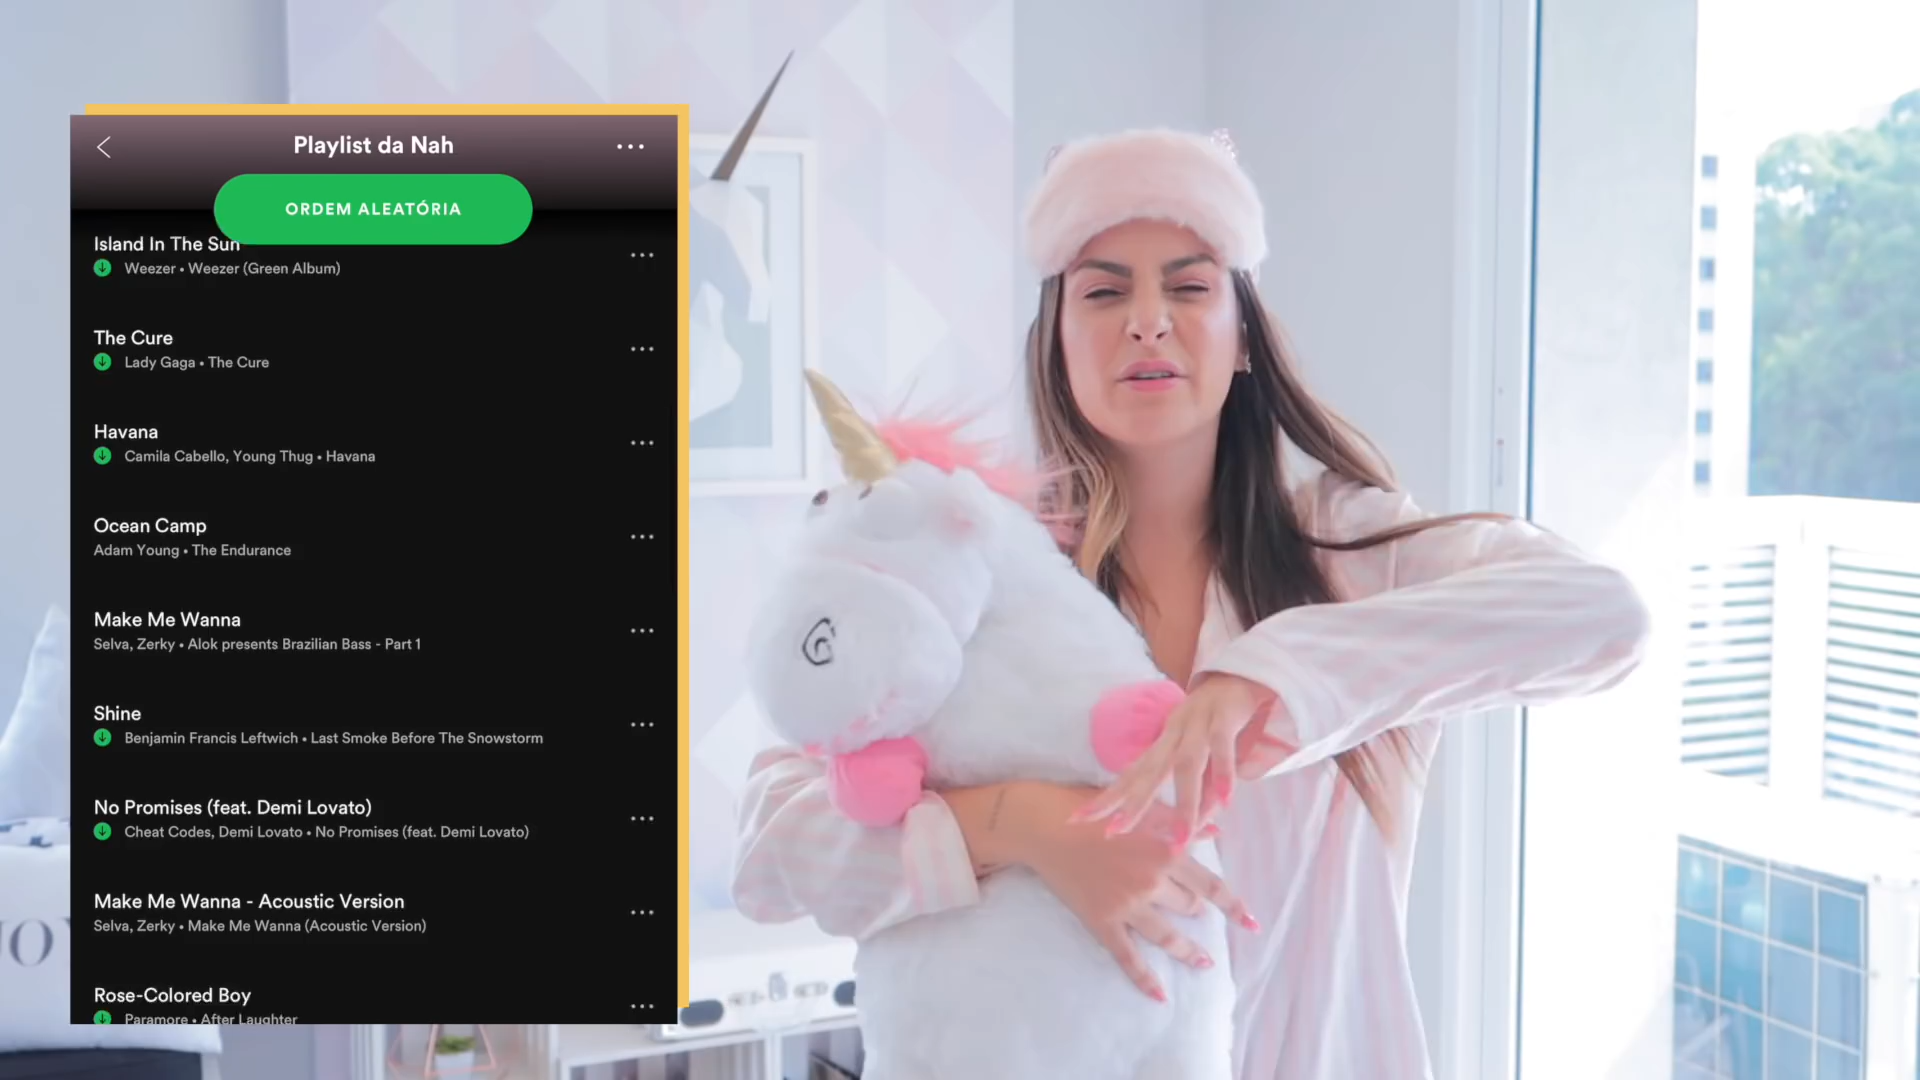 Playlist da Nah
ORDEM ALEATÓRIA
Island In The Sun
Weezer • Weezer (Green Album)
The Cure
Lady Gaga • The Cure
Havana
Camila Cabello, Young Thug • Havana
Ocean Camp
Adam Young • The Endurance
Make Me Wanna
Selva, Zerky • Alok presents Brazilian Bass - Part 1
Shine
Benjamin Francis Leftwich • Last Smoke Before The Snowstorm
No Promises (feat. Demi Lovato)
Cheat Codes, Demi Lovato • No Promises (feat. Demi Lovato)
Make Me Wanna - Acoustic Version
Selva, Zerky • Make Me Wanna (Acoustic Version)
Rose-Colored Boy
Paramore • After Laughter